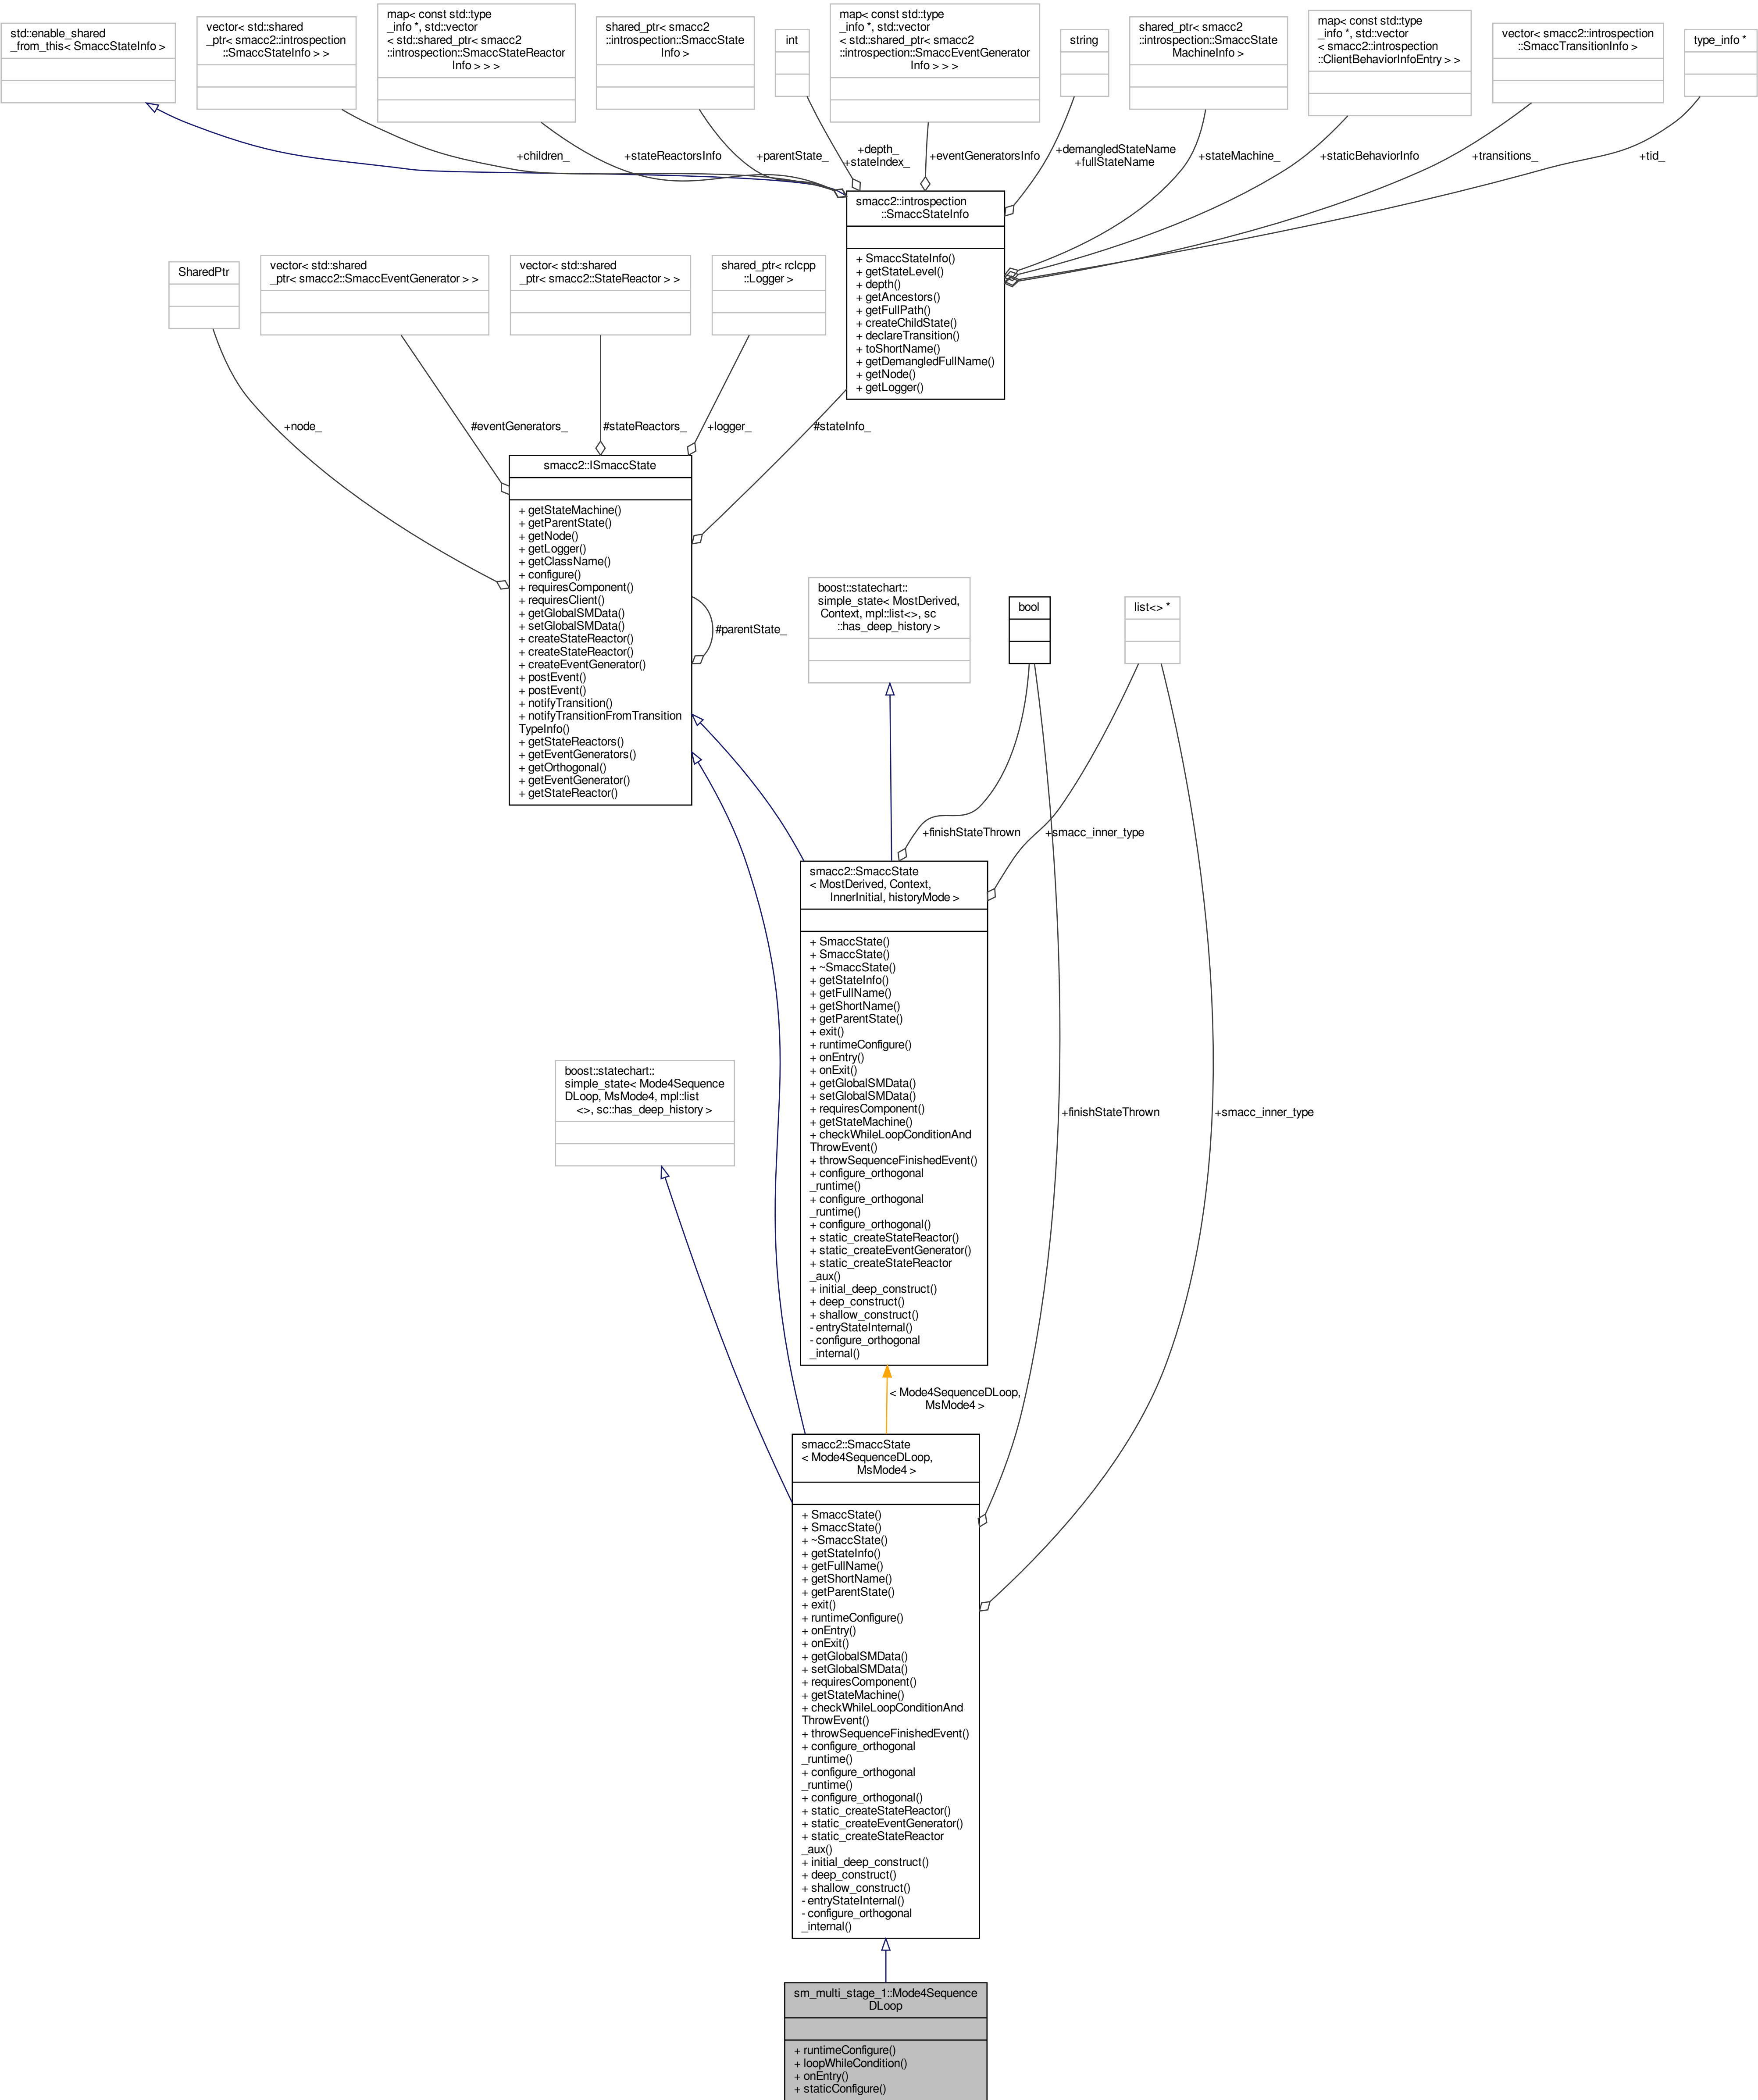 std::enable_shared
_from_this< SmaccStateInfo >
vector< std::shared
_ptr< smacc2::introspection
::SmaccStateInfo > >
map< const std::type
_info *, std::vector
< std::shared_ptr< smacc2
::introspection::SmaccStateReactor
Info > > >
shared_ptr< smacc2
::introspection::SmaccState
Info >
int
map< const std::type
_info *, std::vector
< std::shared_ptr< smacc2
::introspection::SmaccEventGenerator
Info > > >
string
shared_ptr< smacc2
::introspection::SmaccState
MachineInfo >
map< const std::type
_info *, std::vector
< smacc2::introspection
::ClientBehaviorInfoEntry > >
vector< smacc2::introspection
::SmaccTransitionInfo >
type_info *
+children_
+stateReactorsInfo
+parentState_
+depth_
+stateIndex_
+eventGeneratorsInfo
+demangledStateName
+fullStateName
+stateMachine_
+staticBehaviorInfo
+transitions_
+tid_
smacc2::introspection
::SmaccStateInfo
+ SmaccStateInfo()
+ getStateLevel()
+ depth()
+ getAncestors()
+ getFullPath()
+ createChildState()
+ declareTransition()
+ toShortName()
+ getDemangledFullName()
+ getNode()
+ getLogger()
SharedPtr
vector< std::shared
_ptr< smacc2::SmaccEventGenerator > >
vector< std::shared
_ptr< smacc2::StateReactor > >
shared_ptr< rclcpp
::Logger >
+node_
#eventGenerators_
#stateReactors_
+logger_
#stateInfo_
smacc2::ISmaccState
+ getStateMachine()
+ getParentState()
+ getNode()
+ getLogger()
+ getClassName()
+ configure()
+ requiresComponent()
+ requiresClient()
+ getGlobalSMData()
+ setGlobalSMData()
+ createStateReactor()
+ createStateReactor()
+ createEventGenerator()
+ postEvent()
+ postEvent()
+ notifyTransition()
+ notifyTransitionFromTransition
TypeInfo()
+ getStateReactors()
+ getEventGenerators()
+ getOrthogonal()
+ getEventGenerator()
+ getStateReactor()
#parentState_
boost::statechart::
simple_state< MostDerived,
Context, mpl::list<>, sc
::has_deep_history >
bool
list<> *
+finishStateThrown
+smacc_inner_type
smacc2::SmaccState
< MostDerived, Context,
InnerInitial, historyMode >
+ SmaccState()
+ SmaccState()
+ ~SmaccState()
+ getStateInfo()
+ getFullName()
+ getShortName()
+ getParentState()
+ exit()
+ runtimeConfigure()
+ onEntry()
+ onExit()
+ getGlobalSMData()
+ setGlobalSMData()
+ requiresComponent()
+ getStateMachine()
+ checkWhileLoopConditionAnd
ThrowEvent()
+ throwSequenceFinishedEvent()
+ configure_orthogonal
_runtime()
+ configure_orthogonal
_runtime()
+ configure_orthogonal()
+ static_createStateReactor()
+ static_createEventGenerator()
+ static_createStateReactor
_aux()
+ initial_deep_construct()
+ deep_construct()
+ shallow_construct()
- entryStateInternal()
- configure_orthogonal
_internal()
boost::statechart::
simple_state< Mode4Sequence
DLoop, MsMode4, mpl::list
<>, sc::has_deep_history >
+finishStateThrown
+smacc_inner_type
< Mode4SequenceDLoop,
MsMode4 >
smacc2::SmaccState
< Mode4SequenceDLoop,
MsMode4 >
+ SmaccState()
+ SmaccState()
+ ~SmaccState()
+ getStateInfo()
+ getFullName()
+ getShortName()
+ getParentState()
+ exit()
+ runtimeConfigure()
+ onEntry()
+ onExit()
+ getGlobalSMData()
+ setGlobalSMData()
+ requiresComponent()
+ getStateMachine()
+ checkWhileLoopConditionAnd
ThrowEvent()
+ throwSequenceFinishedEvent()
+ configure_orthogonal
_runtime()
+ configure_orthogonal
_runtime()
+ configure_orthogonal()
+ static_createStateReactor()
+ static_createEventGenerator()
+ static_createStateReactor
_aux()
+ initial_deep_construct()
+ deep_construct()
+ shallow_construct()
- entryStateInternal()
- configure_orthogonal
_internal()
sm_multi_stage_1::Mode4Sequence
DLoop
+ runtimeConfigure()
+ loopWhileCondition()
+ onEntry()
+ staticConfigure()